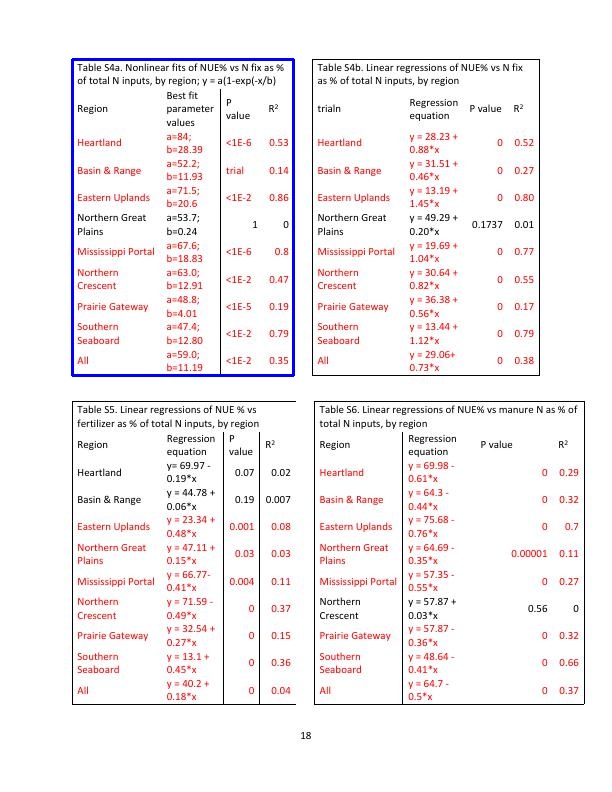 Table S4a. Nonlinear fits of NUE% vs N fix as %
of total N inputs, by region; y = a(1-exp(-x/b)
Region
Best fit
parameter
values
P
value
R²
Heartland
a=84;
b=28.39
<1E-6
0.53
Basin & Range
a=52.2;
b=11.93
trial
0.14
Eastern Uplands
a=71.5;
b=20.6
<1E-2
0.86
Northern Great
Plains
a=53.7;
b=0.24
1
0
Mississippi Portal
a=67.6;
b=18.83
<1E-6
0.8
Northern
Crescent
a=63.0;
b=12.91
<1E-2
0.47
Prairie Gateway
a=48.8;
b=4.01
<1E-5
0.19
Southern
Seaboard
a=47.4;
b=12.80
<1E-2
0.79
All
a=59.0;
b=11.19
<1E-2
0.35
Table S4b. Linear regressions of NUE% vs N fix
as % of total N inputs, by region
trialn
Regression
equation
P value
R²
Heartland
y = 28.23 +
0.88*x
0
0.52
Basin & Range
y = 31.51 +
0.46*x
0
0.27
Eastern Uplands
y = 13.19 +
1.45*x
0
0.80
Northern Great
Plains
y = 49.29 +
0.20*x
0.1737
0.01
Mississippi Portal
y = 19.69 +
1.04*x
0
0.77
Northern
Crescent
y = 30.64 +
0.82*x
0
0.55
Prairie Gateway
y = 36.38 +
0.56*x
0
0.17
Southern
Seaboard
y = 13.44 +
1.12*x
0
0.79
All
y = 29.06+
0.73*x
0
0.38
Table S5. Linear regressions of NUE % vs
fertilizer as % of total N inputs, by region
Region
Regression
equation
P
value
R²
Heartland
y= 69.97 -
0.19*x
0.07
0.02
Basin & Range
y = 44.78 +
0.06*x
0.19
0.007
Eastern Uplands
y = 23.34 +
0.48*x
0.001
0.08
Northern Great
Plains
y = 47.11 +
0.15*x
0.03
0.03
Mississippi Portal
y = 66.77-
0.41*x
0.004
0.11
Northern
Crescent
y = 71.59 -
0.49*x
0
0.37
Prairie Gateway
y = 32.54 +
0.27*x
0
0.15
Southern
Seaboard
y = 13.1 +
0.45*x
0
0.36
All
y = 40.2 +
0.18*x
0
0.04
Table S6. Linear regressions of NUE% vs manure N as % of
total N inputs, by region
Region
Regression
equation
P value
R²
Heartland
y = 69.98 -
0.61*x
0
0.29
Basin & Range
y = 64.3 -
0.44*x
0
0.32
Eastern Uplands
y = 75.68 -
0.76*x
0
0.7
Northern Great
Plains
y = 64.69 -
0.35*x
0.00001
0.11
Mississippi Portal
y = 57.35 -
0.55*x
0
0.27
Northern
Crescent
y = 57.87 +
0.03*x
0.56
0
Prairie Gateway
y = 57.87 -
0.36*x
0
0.32
Southern
Seaboard
y = 48.64 -
0.41*x
0
0.66
All
y = 64.7 -
0.5*x
0
0.37
18